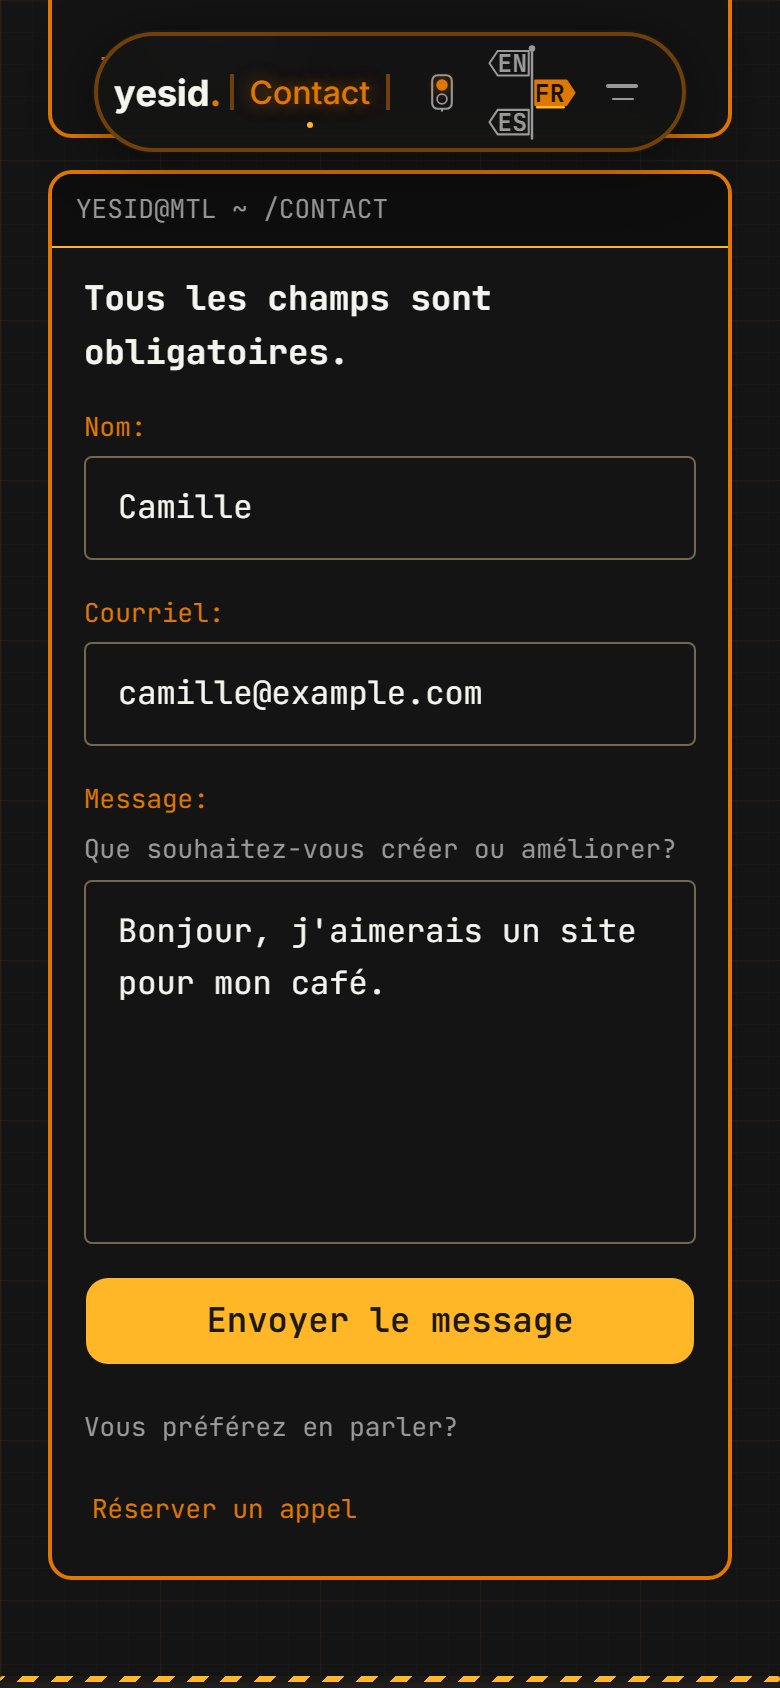 yesid.
Contact
EN
FR
ES
YESID@MTL ~ /CONTACT
Tous les champs sont
obligatoires.
Nom:
Camille
Courriel:
camille@example.com
Message:
Que souhaitez-vous créer ou améliorer?
Bonjour, j'aimerais un site
pour mon café.
Envoyer le message
Vous préférez en parler?
Réserver un appel